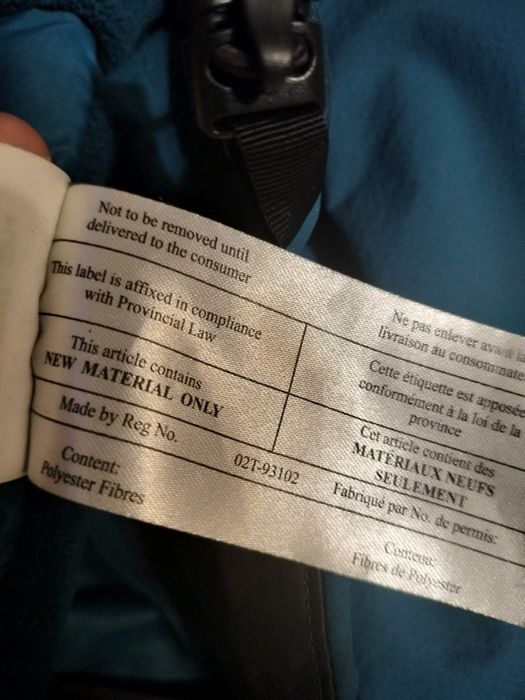 Not to be removed until
delivered to the consumer
This label is affixed in compliance
with Provincial Law
This article contains
NEW MATERIAL ONLY
Made by Reg No.
02T-93102
Content:
Polyester Fibres
Ne pas enlever avant
livraison au consommate
Cette étiquette est apposée
conformément à la loi de la
province
Cet article contient des
MATÉRIAUX NEUFS
SEULEMENT
Fabriqué par No. de permis:
Contenu:
Fibres de Polyester